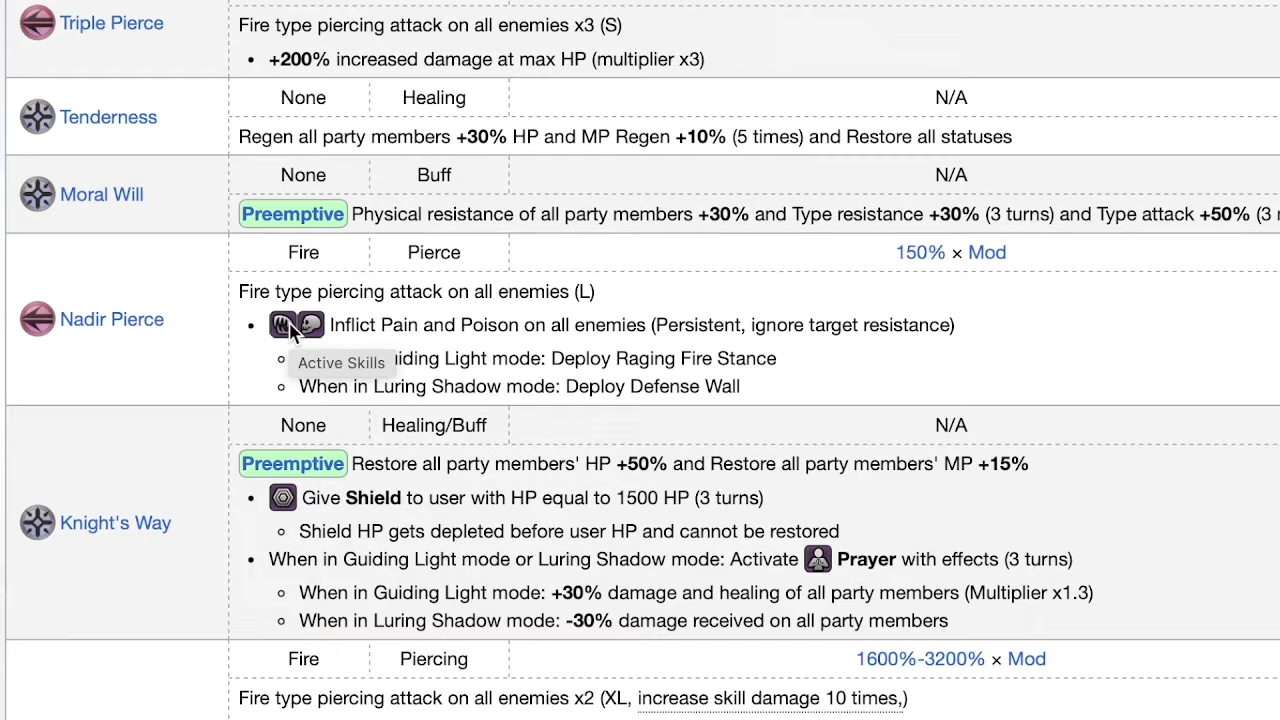 Triple Pierce
Fire type piercing attack on all enemies x3 (S)
• +200% increased damage at max HP (multiplier x3)
None Healing N/A
Tenderness
Regen all party members +30% HP and MP Regen +10% (5 times) and Restore all statuses
None Buff N/A
Moral Will
Preemptive Physical resistance of all party members +30% and Type resistance +30% (3 turns) and Type attack +50% (3
Fire Pierce 150% × Mod
Fire type piercing attack on all enemies (L)
Nadir Pierce
• Inflict Pain and Poison on all enemies (Persistent, ignore target resistance)
Active Skills
Light mode: Deploy Raging Fire Stance
When in Luring Shadow mode: Deploy Defense Wall
None Healing/Buff N/A
Preemptive Restore all party members' HP +50% and Restore all party members' MP +15%
• Give Shield to user with HP equal to 1500 HP (3 turns)
Knight's Way
Shield HP gets depleted before user HP and cannot be restored
• When in Guiding Light mode or Luring Shadow mode: Activate Prayer with effects (3 turns)
When in Guiding Light mode: +30% damage and healing of all party members (Multiplier x1.3)
When in Luring Shadow mode: -30% damage received on all party members
Fire Piercing 1600%-3200% × Mod
Fire type piercing attack on all enemies x2 (XL, increase skill damage 10 times,)